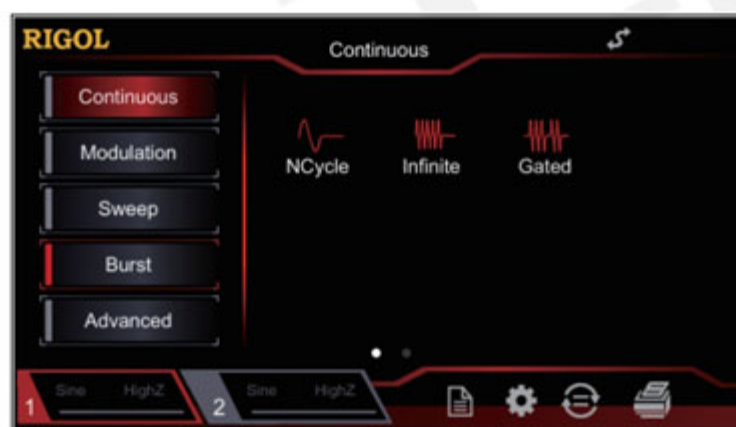 RIGOL
Continuous
Continuous
Modulation
Sweep
Burst
Advanced
NCycle Infinite Gated
1 Sine HighZ
2 Sine HighZ